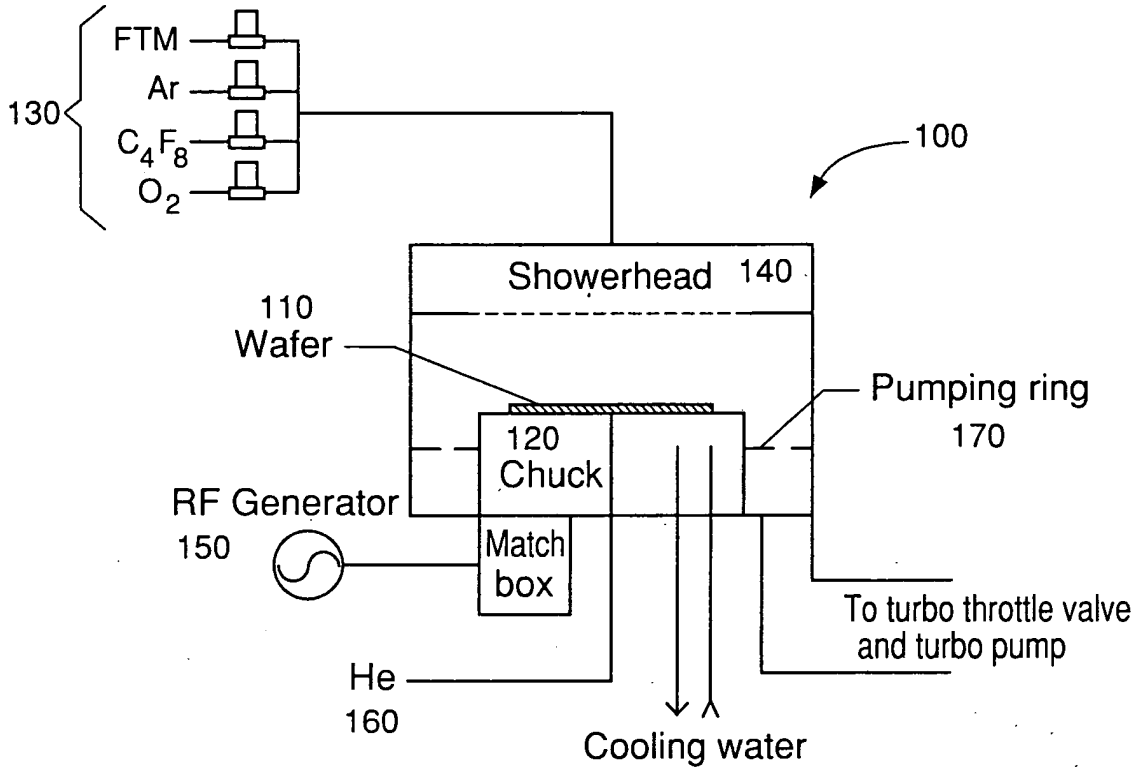 FTM
Ar
C4F8
O2
130
100
Showerhead 140
110
Wafer
Pumping ring
170
120
Chuck
RF Generator
150
Match
box
To turbo throttle valve
and turbo pump
He
160
Cooling water